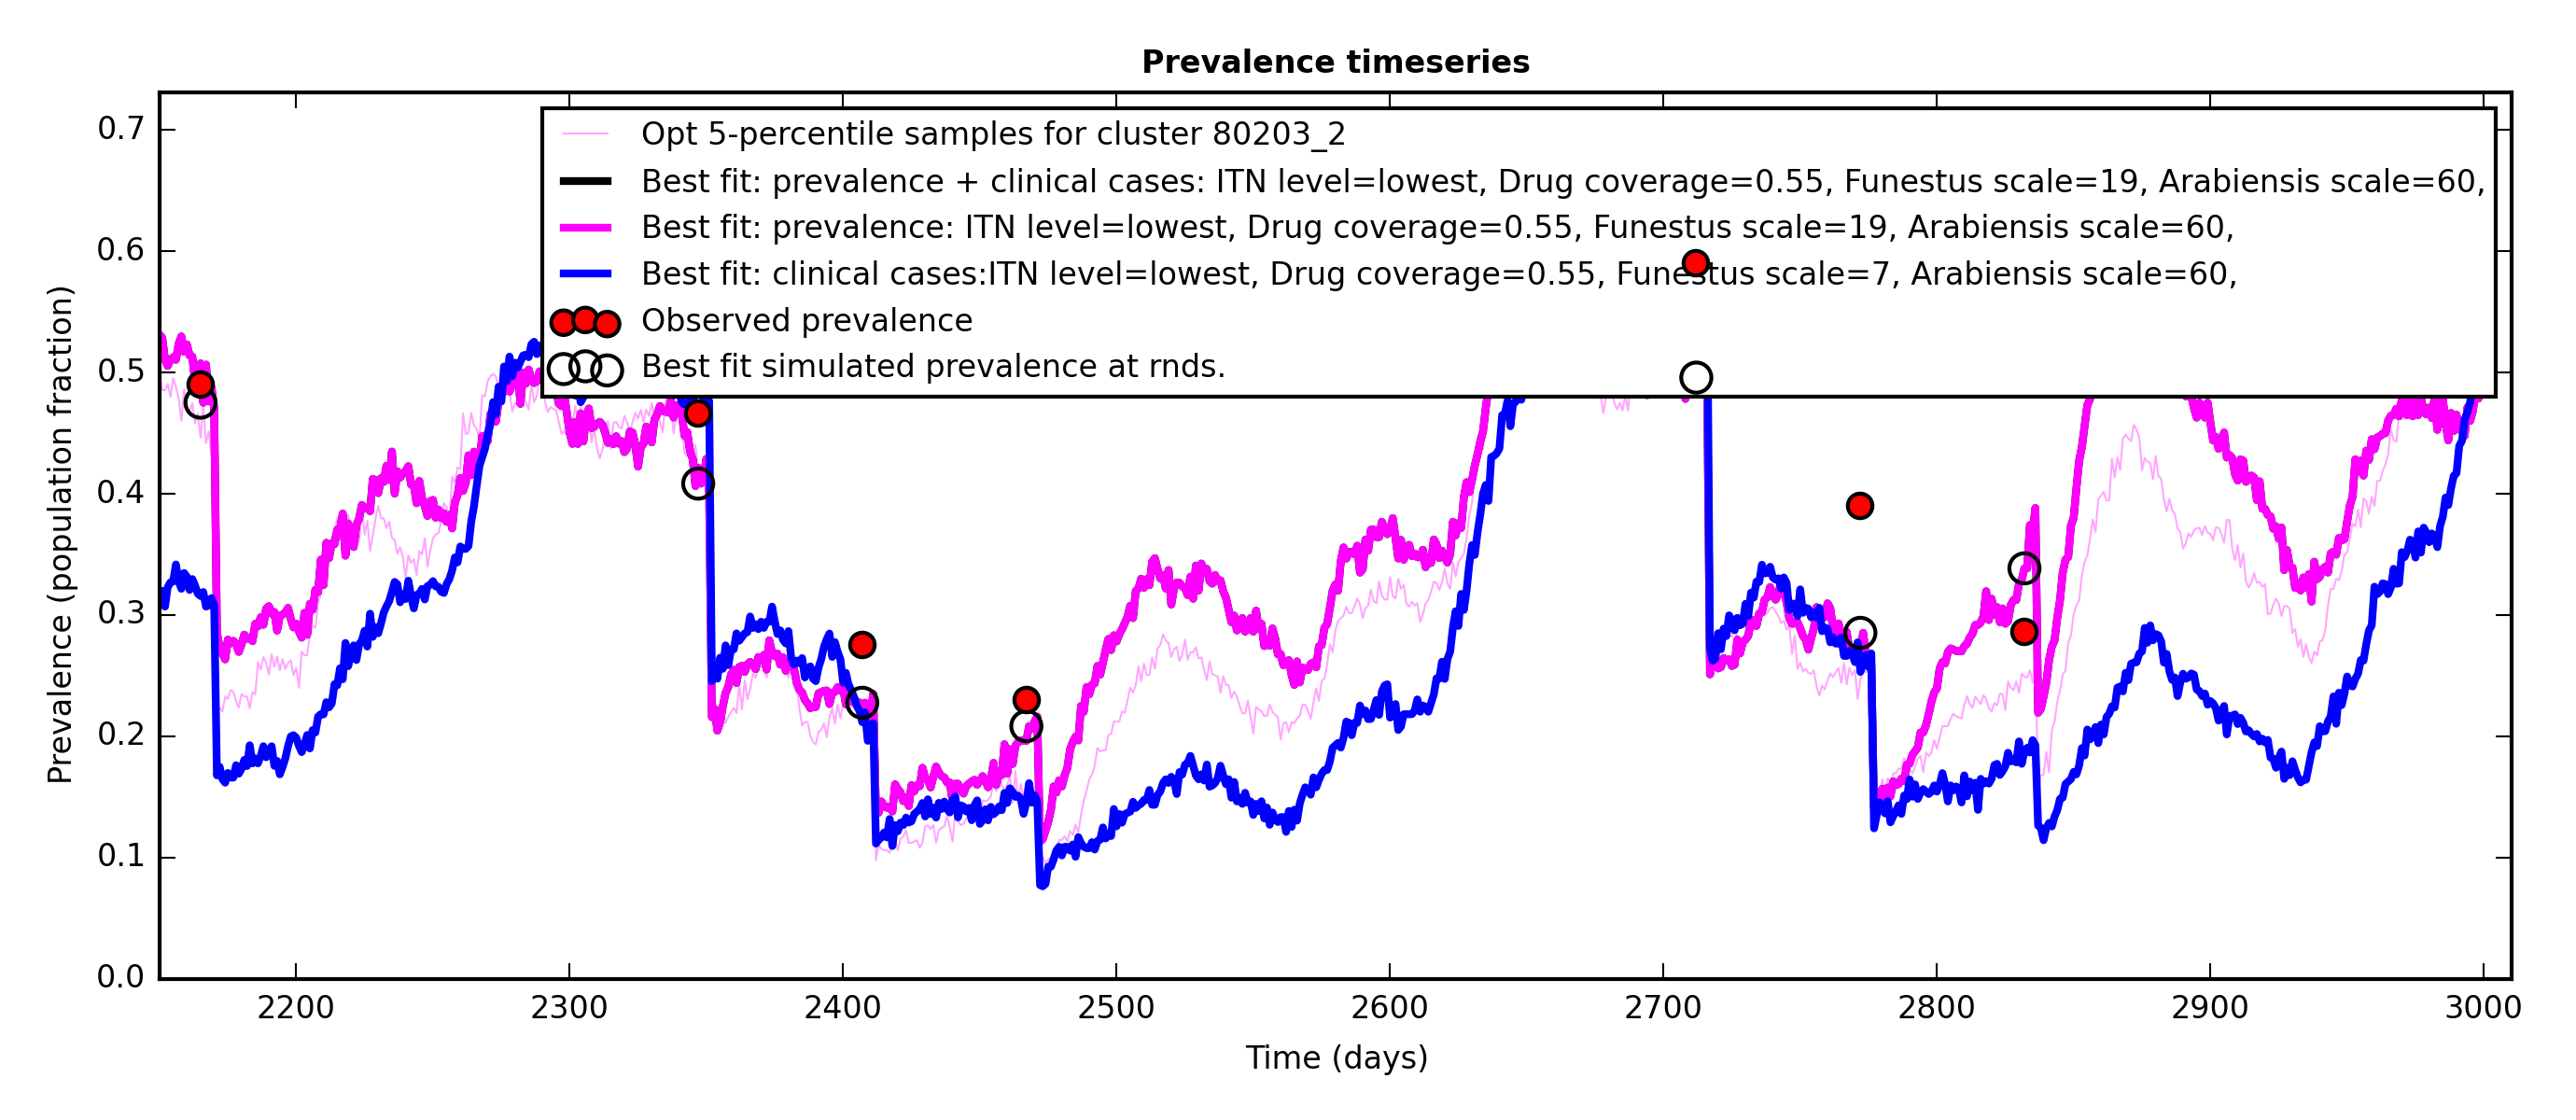 Prevalence timeseries
0.7
0.6
0.5
0.4
0.3
0.2
0.1
0.0
Prevalence (population fraction)
Opt 5-percentile samples for cluster 80203_2
Best fit: prevalence + clinical cases: ITN level=lowest, Drug coverage=0.55, Funestus scale=19, Arabiensis scale=60,
Best fit: prevalence: ITN level=lowest, Drug coverage=0.55, Funestus scale=19, Arabiensis scale=60,
Best fit: clinical cases:ITN level=lowest, Drug coverage=0.55, Funestus scale=7, Arabiensis scale=60,
Observed prevalence
Best fit simulated prevalence at rnds.
2200 2300 2400 2500 2600 2700 2800 2900 3000
Time (days)